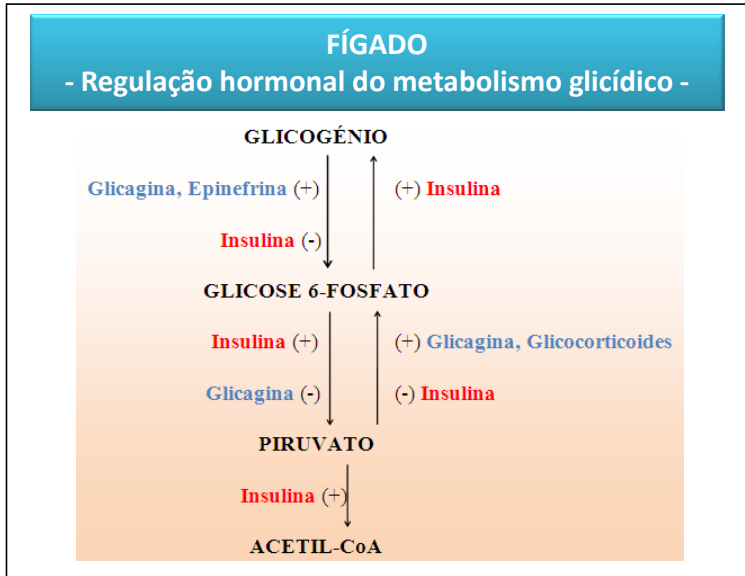 FÍGADO
- Regulação hormonal do metabolismo glicídico -
GLICOGÉNIO
Glicagina, Epinefrina (+)
(+) Insulina
Insulina (-)
GLICOSE 6-FOSFATO
Insulina (+)
(+) Glicagina, Glicocorticoides
Glicagina (-)
(-) Insulina
PIRUVATO
Insulina (+)
ACETIL-CoA